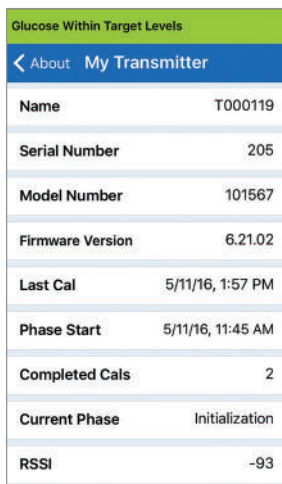 Glucose Within Target Levels
About My Transmitter
Name T000119
Serial Number 205
Model Number 101567
Firmware Version 6.21.02
Last Cal 5/11/16, 1:57 PM
Phase Start 5/11/16, 11:45 AM
Completed Cals 2
Current Phase Initialization
RSSI -93